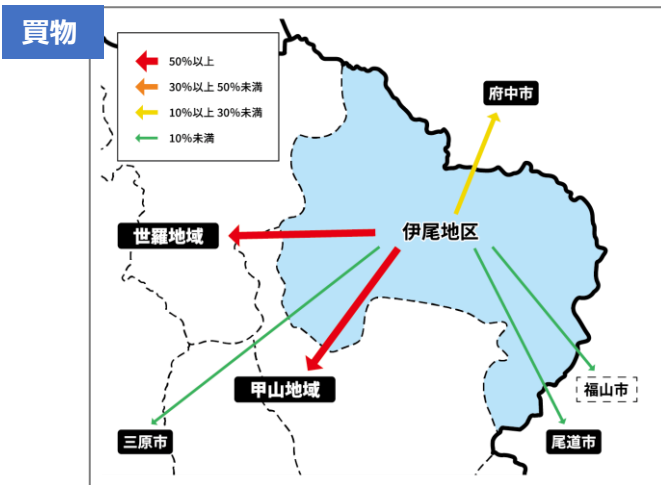 買物
50%以上
30%以上 50%未満
10%以上 30%未満
10%未満
府中市
世羅地域
伊尾地区
甲山地域
福山市
三原市
尾道市